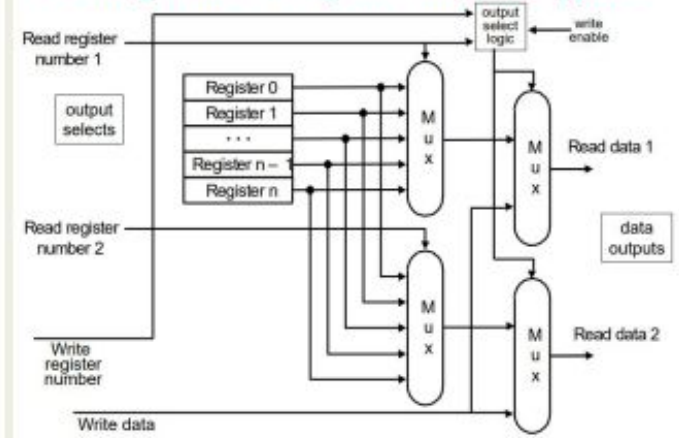 output
select
logic
write
enable
Read register
number 1
Register 0
Register 1
. . .
Register n – 1
Register n
output
selects
M
u
x
M
u
x
Read data 1
Read register
number 2
data
outputs
M
u
x
M
u
x
Read data 2
Write
register
number
Write data